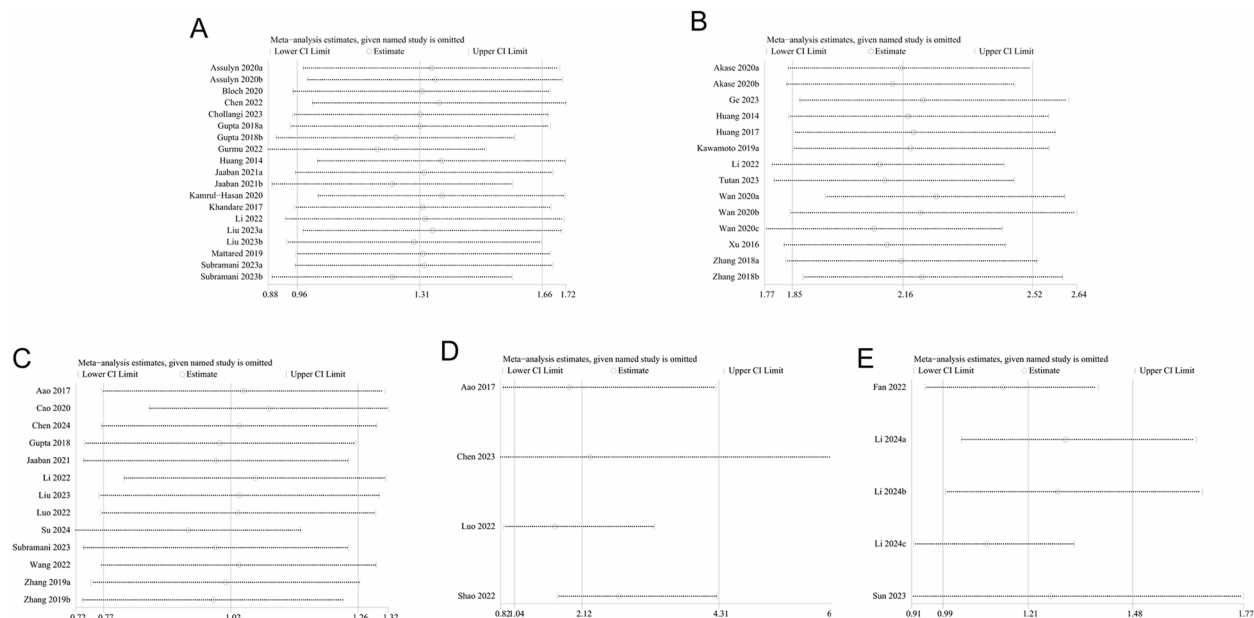 A
Meta-analysis estimates, given named study is omitted
Lower CI Limit Estimate Upper CI Limit
Assulyn 2020a
Assulyn 2020b
Bloch 2020
Chen 2022
Chollangi 2023
Gupta 2018a
Gupta 2018b
Gurmu 2022
Huang 2014
Jaaban 2021a
Jaaban 2021b
Kamrul-Hasan 2020
Khandare 2017
Li 2022
Liu 2023a
Liu 2023b
Mattared 2019
Subramani 2023a
Subramani 2023b
0.88 0.96 1.31 1.66 1.72
B
Meta-analysis estimates, given named study is omitted
Lower CI Limit Estimate Upper CI Limit
Akase 2020a
Akase 2020b
Ge 2023
Huang 2014
Huang 2017
Kawamoto 2019a
Li 2022
Tutan 2023
Wan 2020a
Wan 2020b
Wan 2020c
Xu 2016
Zhang 2018a
Zhang 2018b
1.77 1.85 2.16 2.52 2.64
C
Meta-analysis estimates, given named study is omitted
Lower CI Limit Estimate Upper CI Limit
Aao 2017
Cao 2020
Chen 2024
Gupta 2018
Jaaban 2021
Li 2022
Liu 2023
Luo 2022
Su 2024
Subramani 2023
Wang 2022
Zhang 2019a
Zhang 2019b
0.72 0.77 1.02 1.26 1.32
D
Meta-analysis estimates, given named study is omitted
Lower CI Limit Estimate Upper CI Limit
Aao 2017
Chen 2023
Luo 2022
Shao 2022
0.82 1.04 2.12 4.31 6
E
Meta-analysis estimates, given named study is omitted
Lower CI Limit Estimate Upper CI Limit
Fan 2022
Li 2024a
Li 2024b
Li 2024c
Sun 2023
0.91 0.99 1.21 1.48 1.77